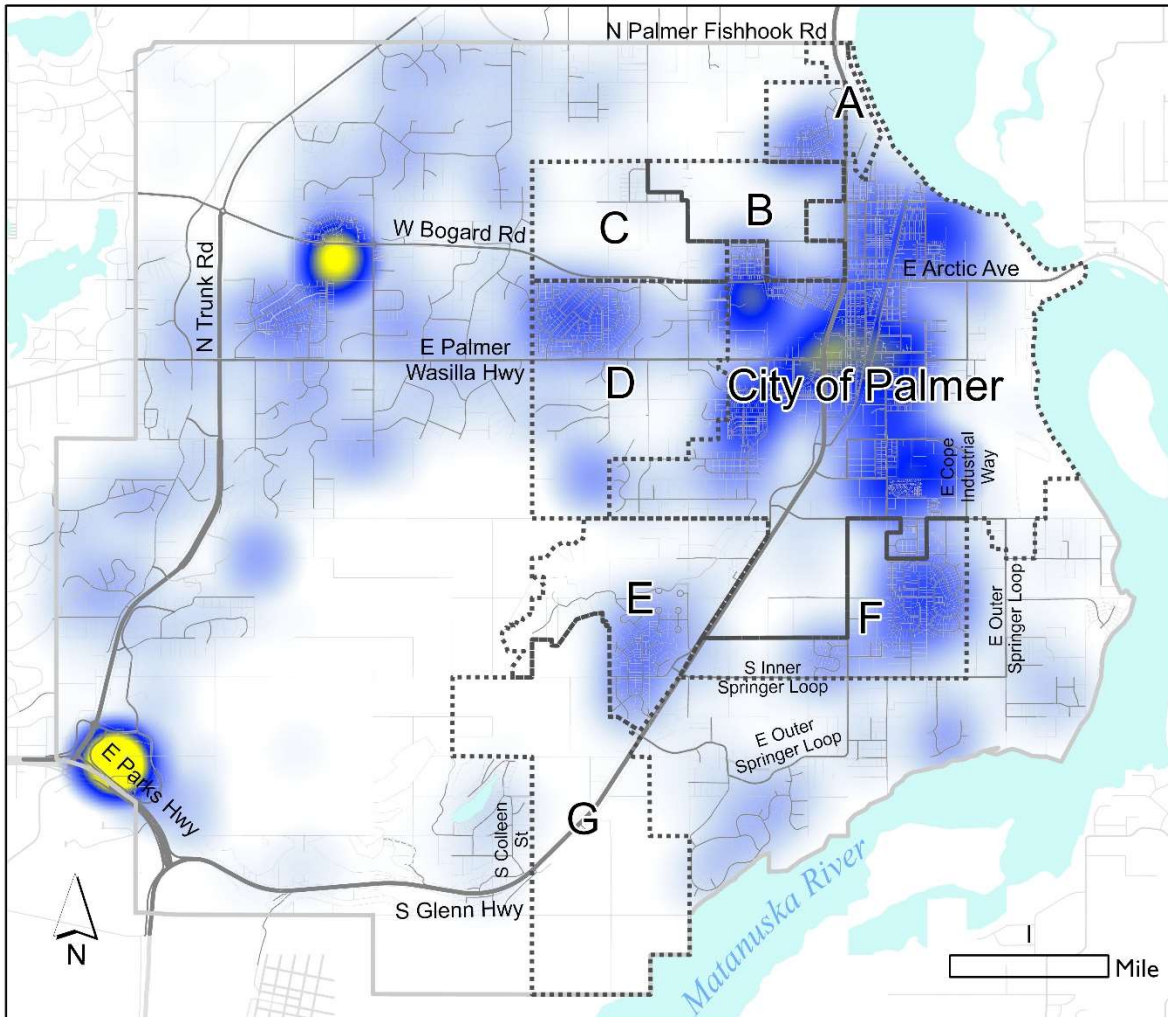 N Palmer Fishhook Rd
A
B
C
W Bogard Rd
N Trunk Rd
E Arctic Ave
E Palmer
Wasilla Hwy
D
City of Palmer
E Cope
Industrial
Way
E
F
E Outer
Springer Loop
S Inner
Springer Loop
E Outer
Springer Loop
E Parks Hwy
G
S Colleen
St
S Glenn Hwy
Matanuska River
N
1
Mile